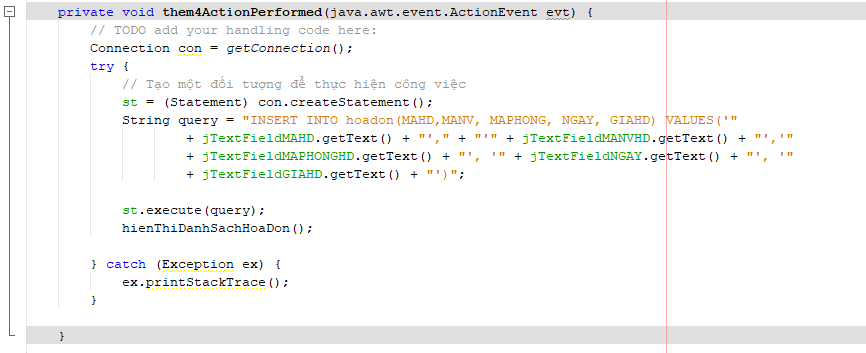 private void them4ActionPerformed(java.awt.event.ActionEvent evt) {
// TODO add your handling code here:
Connection con = getConnection();
try {
// Tạo một đối tượng để thực hiện công việc
st = (Statement) con.createStatement();
String query = "INSERT INTO hoadon(MAHD,MANV, MAPHONG, NGAY, GIAHD) VALUES('"
+ jTextFieldMAHD.getText() + "'," + "'" + jTextFieldMANVHD.getText() + "','"
+ jTextFieldMAPHONGHD.getText() + "', '" + jTextFieldNGAY.getText() + "', '"
+ jTextFieldGIAHD.getText() + "')";
st.execute(query);
hienThiDanhSachHoaDon();
} catch (Exception ex) {
ex.printStackTrace();
}
}